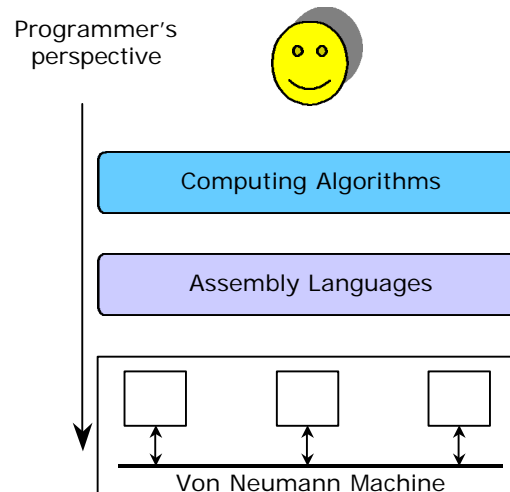 Programmer's
perspective
Computing Algorithms
Assembly Languages
Von Neumann Machine